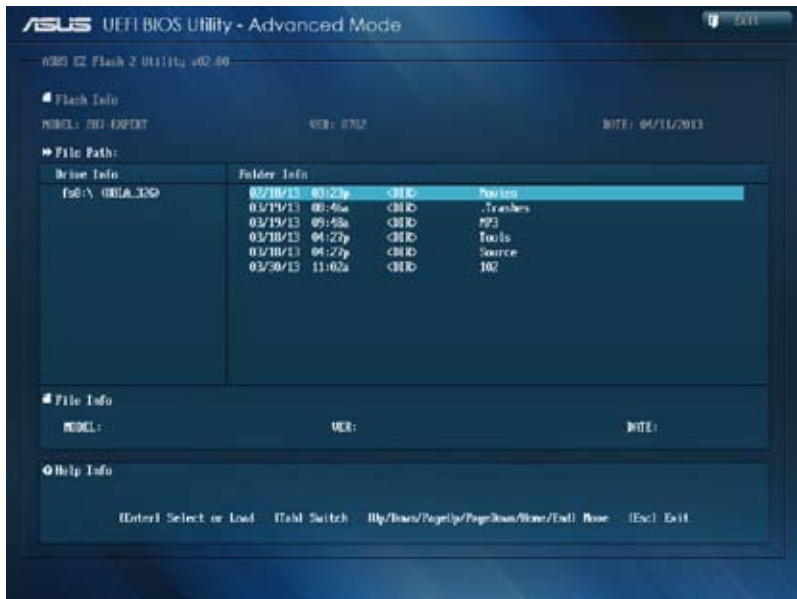 ASUS UEFI BIOS Utility - Advanced Mode
Exit
ASUS EZ Flash 2 Utility v02.00
Flash Info
MODEL: Z87-EXPERT VER: 0702 DATE: 04/11/2013
File Path:
Drive Info Folder Info
fs0:\
02/18/13 03:23p <DIR> Movies
03/19/13 08:46a <DIR> .Trashes
03/19/13 09:48a <DIR> MP3
03/18/13 04:27p <DIR> Tools
03/18/13 04:27p <DIR> Source
03/30/13 11:02a <DIR> 102
File Info
MODEL: VER: DATE:
Help Info
[Enter] Select or Load [Tab] Switch [Up/Down/PageUp/PageDown/Home/End] Move [Esc] Exit